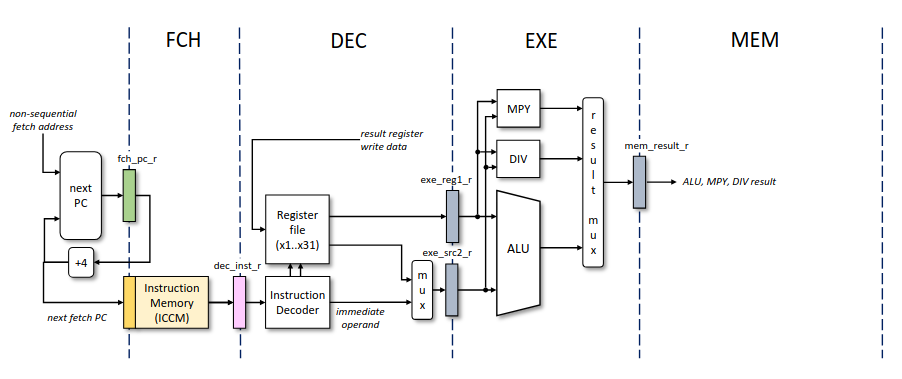 FCH
DEC
EXE
MEM
non-sequential
fetch address
fch_pc_r
next
PC
+4
next fetch PC
Instruction
Memory
(ICCM)
dec_inst_r
result register
write data
Register
file
(x1..x31)
Instruction
Decoder
immediate
operand
m
u
x
exe_reg1_r
exe_src2_r
MPY
DIV
ALU
r
e
s
u
l
t
m
u
x
mem_result_r
ALU, MPY, DIV result